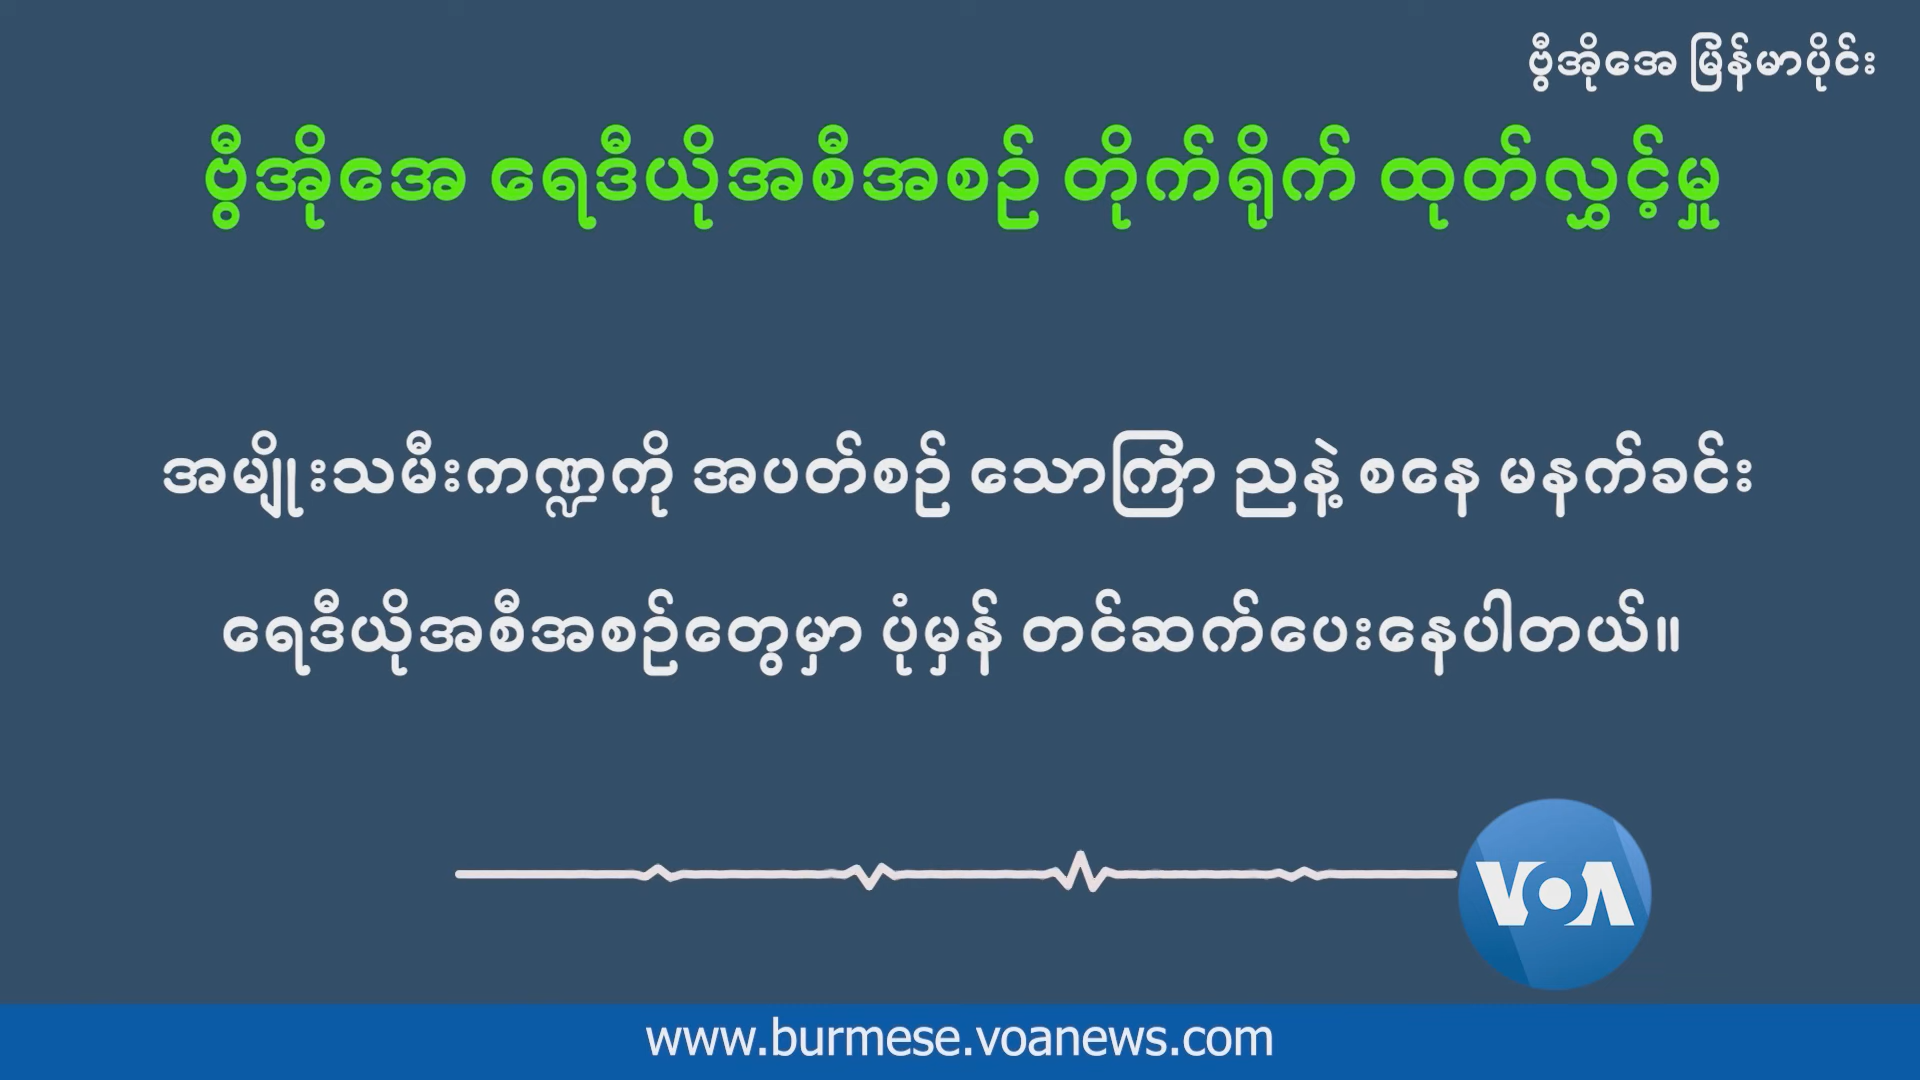 ဗွီအိုအေ မြန်မာပိုင်း
ဗွီအိုအေ ရေဒီယိုအစီအစဉ် တိုက်ရိုက် ထုတ်လွှင့်မှု
အမျိုးသမီးကဏ္ဍကို အပတ်စဉ် သောကြာ ညနဲ့ စနေ မနက်ခင်း
ရေဒီယိုအစီအစဉ်တွေမှာ ပုံမှန် တင်ဆက်ပေးနေပါတယ်။
VOA
www.burmese.voanews.com